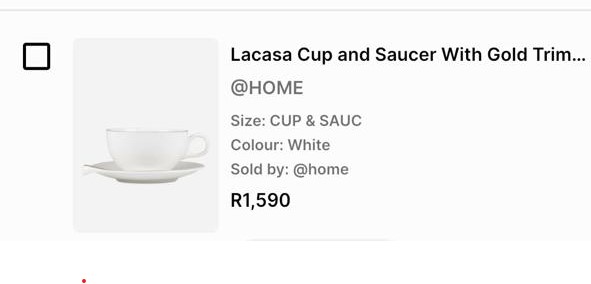 Lacasa Cup and Saucer With Gold Trim...
@HOME
Size: CUP & SAUC
Colour: White
Sold by: @home
R1,590